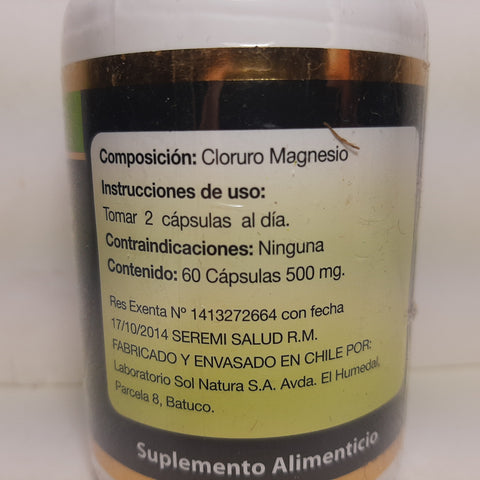 Composición: Cloruro Magnesio
Instrucciones de uso:
Tomar 2 cápsulas al día.
Contraindicaciones: Ninguna
Contenido: 60 Cápsulas 500 mg.
Res Exenta Nº 1413272664 con fecha
17/10/2014 SEREMI SALUD R.M.
FABRICADO Y ENVASADO EN CHILE POR:
Laboratorio Sol Natura S.A. Avda. El Humedal,
Parcela 8, Batuco.
Suplemento Alimenticio